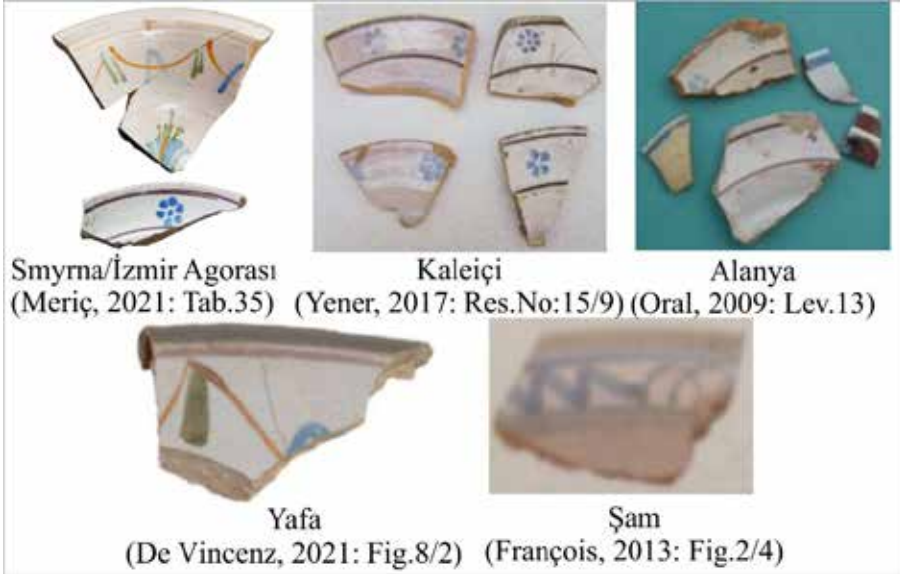 Smyrna/İzmir Agorası
(Meriç, 2021: Tab.35)
Kaleiçi
(Yener, 2017: Res.No:15/9)
Alanya
(Oral, 2009: Lev.13)
Yafa
(De Vincenz, 2021: Fig.8/2)
Şam
(François, 2013: Fig.2/4)